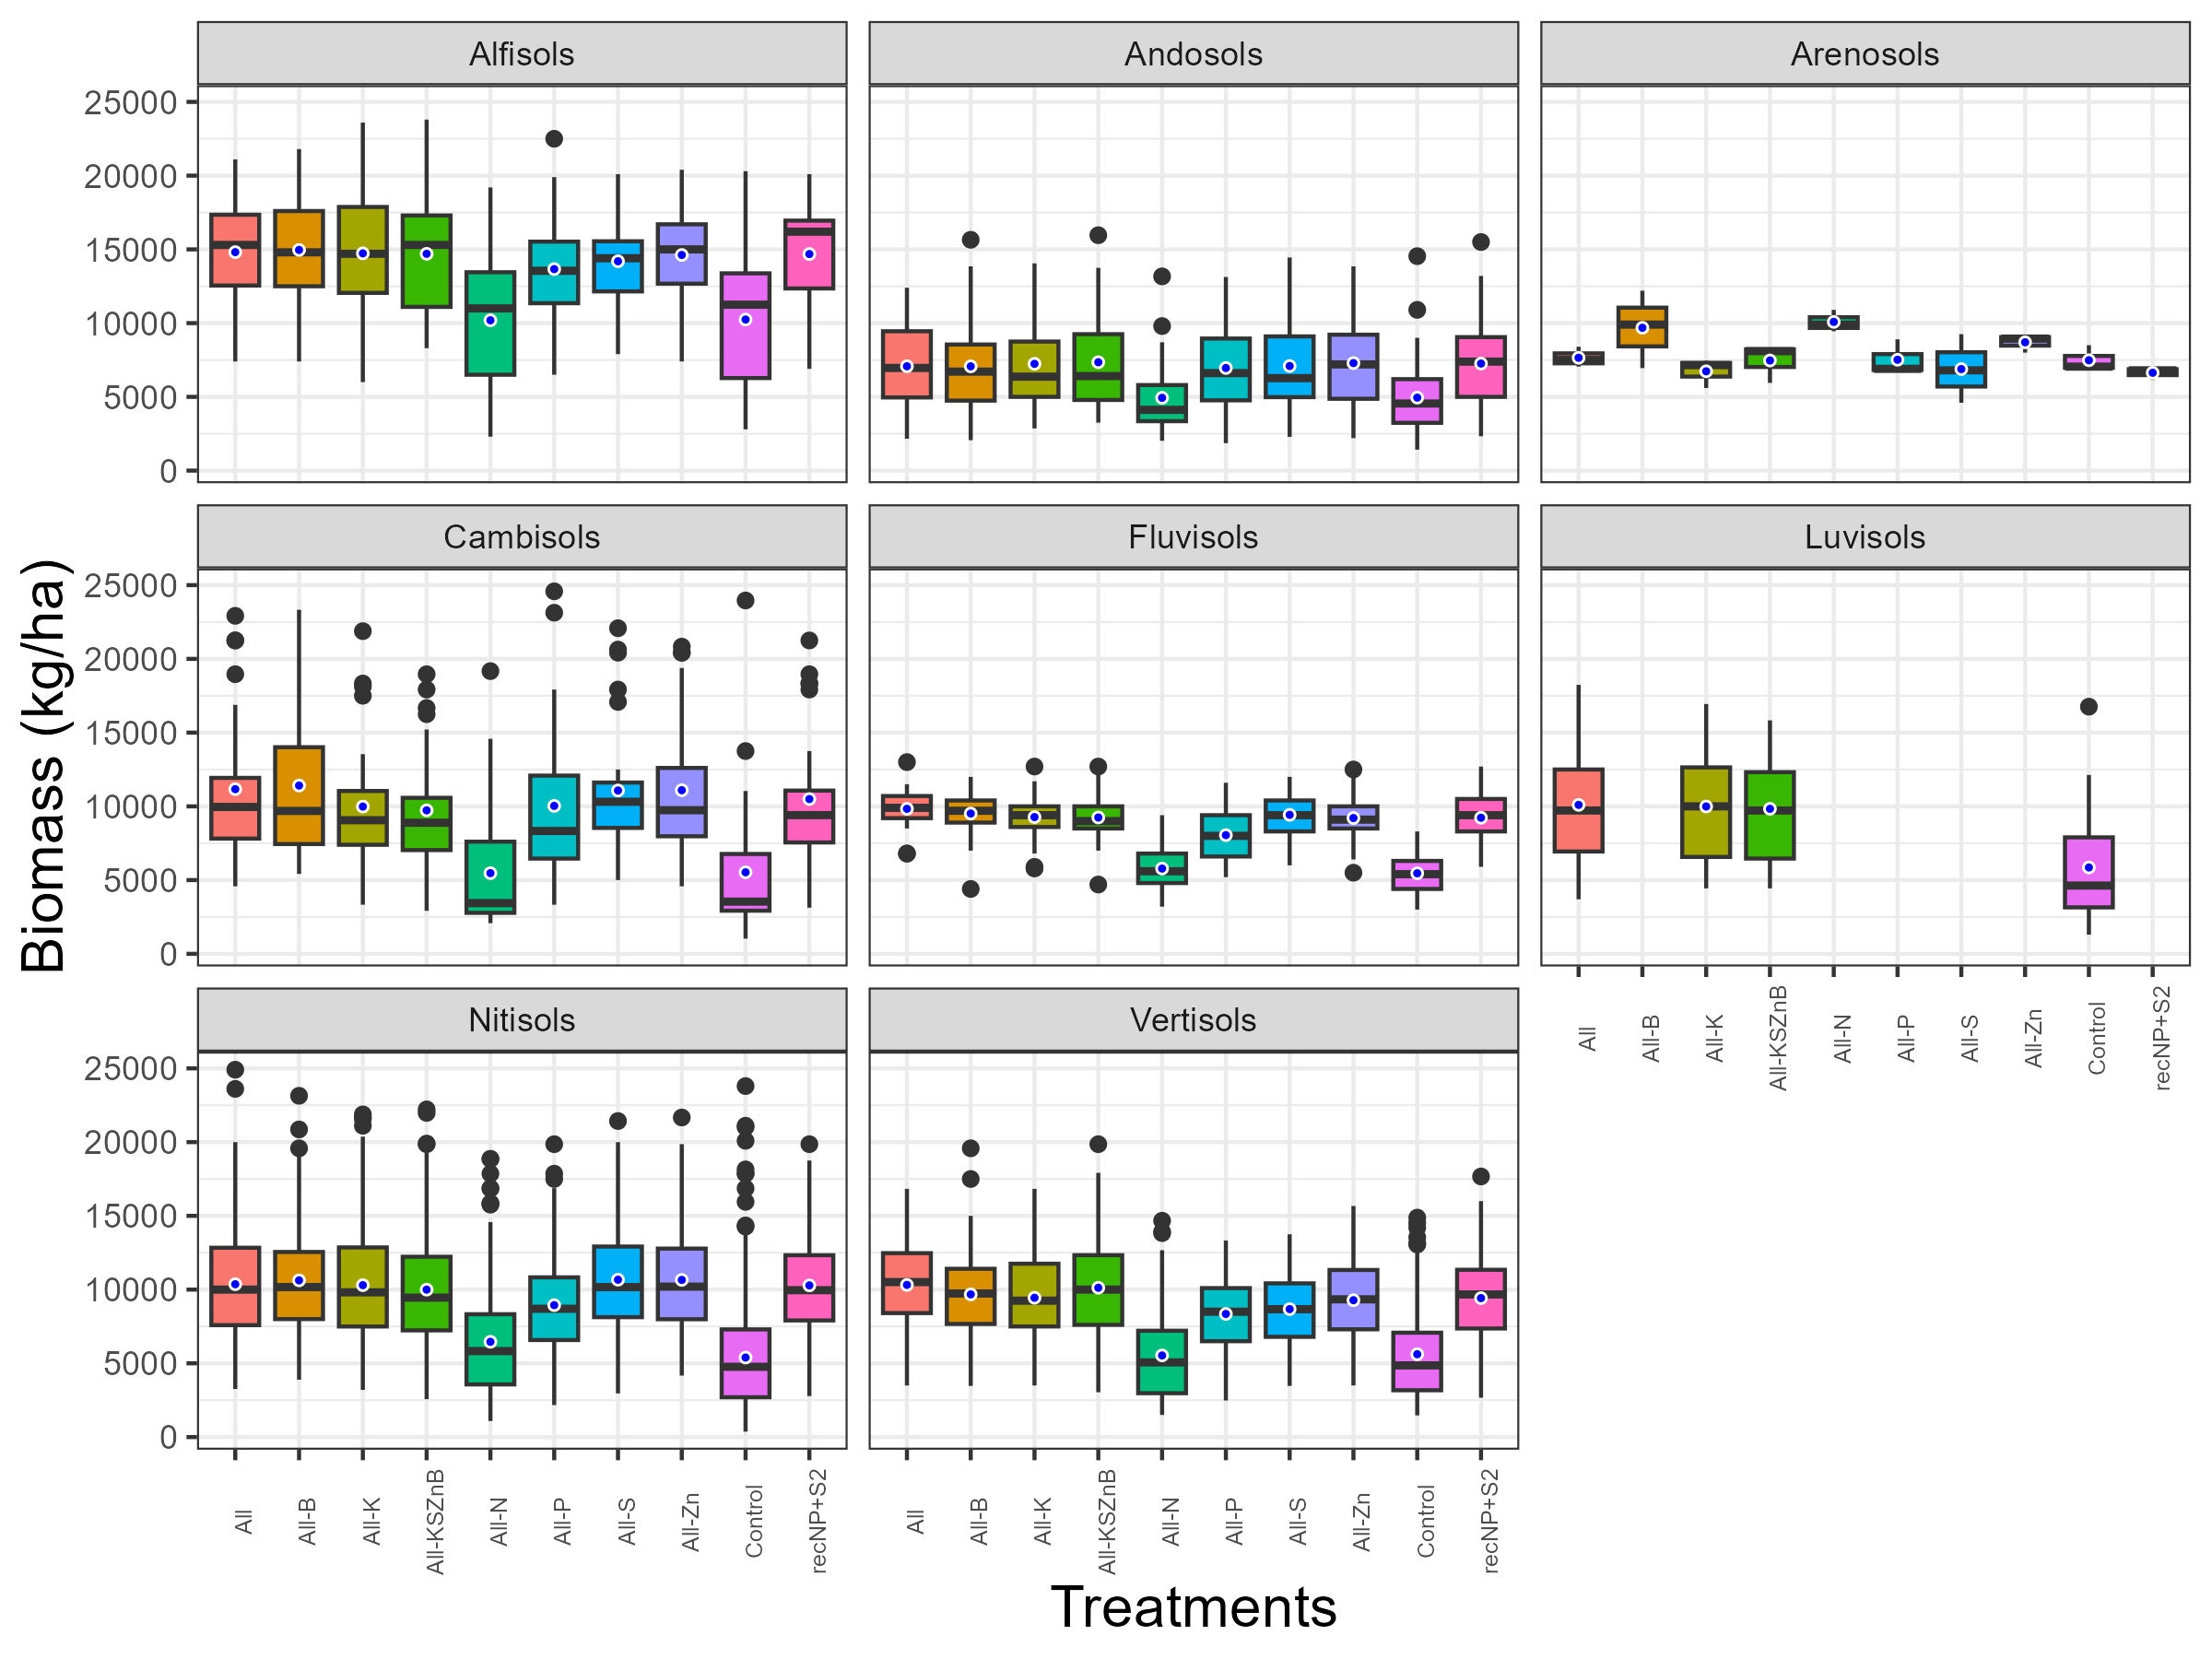 Alfisols
Andosols
Arenosols
25000
20000
15000
10000
5000
0
Cambisols
Fluvisols
Luvisols
25000
20000
15000
10000
5000
0
All
All-B
All-K
All-KSZnB
All-N
All-P
All-S
All-Zn
Control
recNP+S2
Nitisols
Vertisols
25000
20000
15000
10000
5000
0
All
All-B
All-K
All-KSZnB
All-N
All-P
All-S
All-Zn
Control
recNP+S2
All
All-B
All-K
All-KSZnB
All-N
All-P
All-S
All-Zn
Control
recNP+S2
Biomass (kg/ha)
Treatments